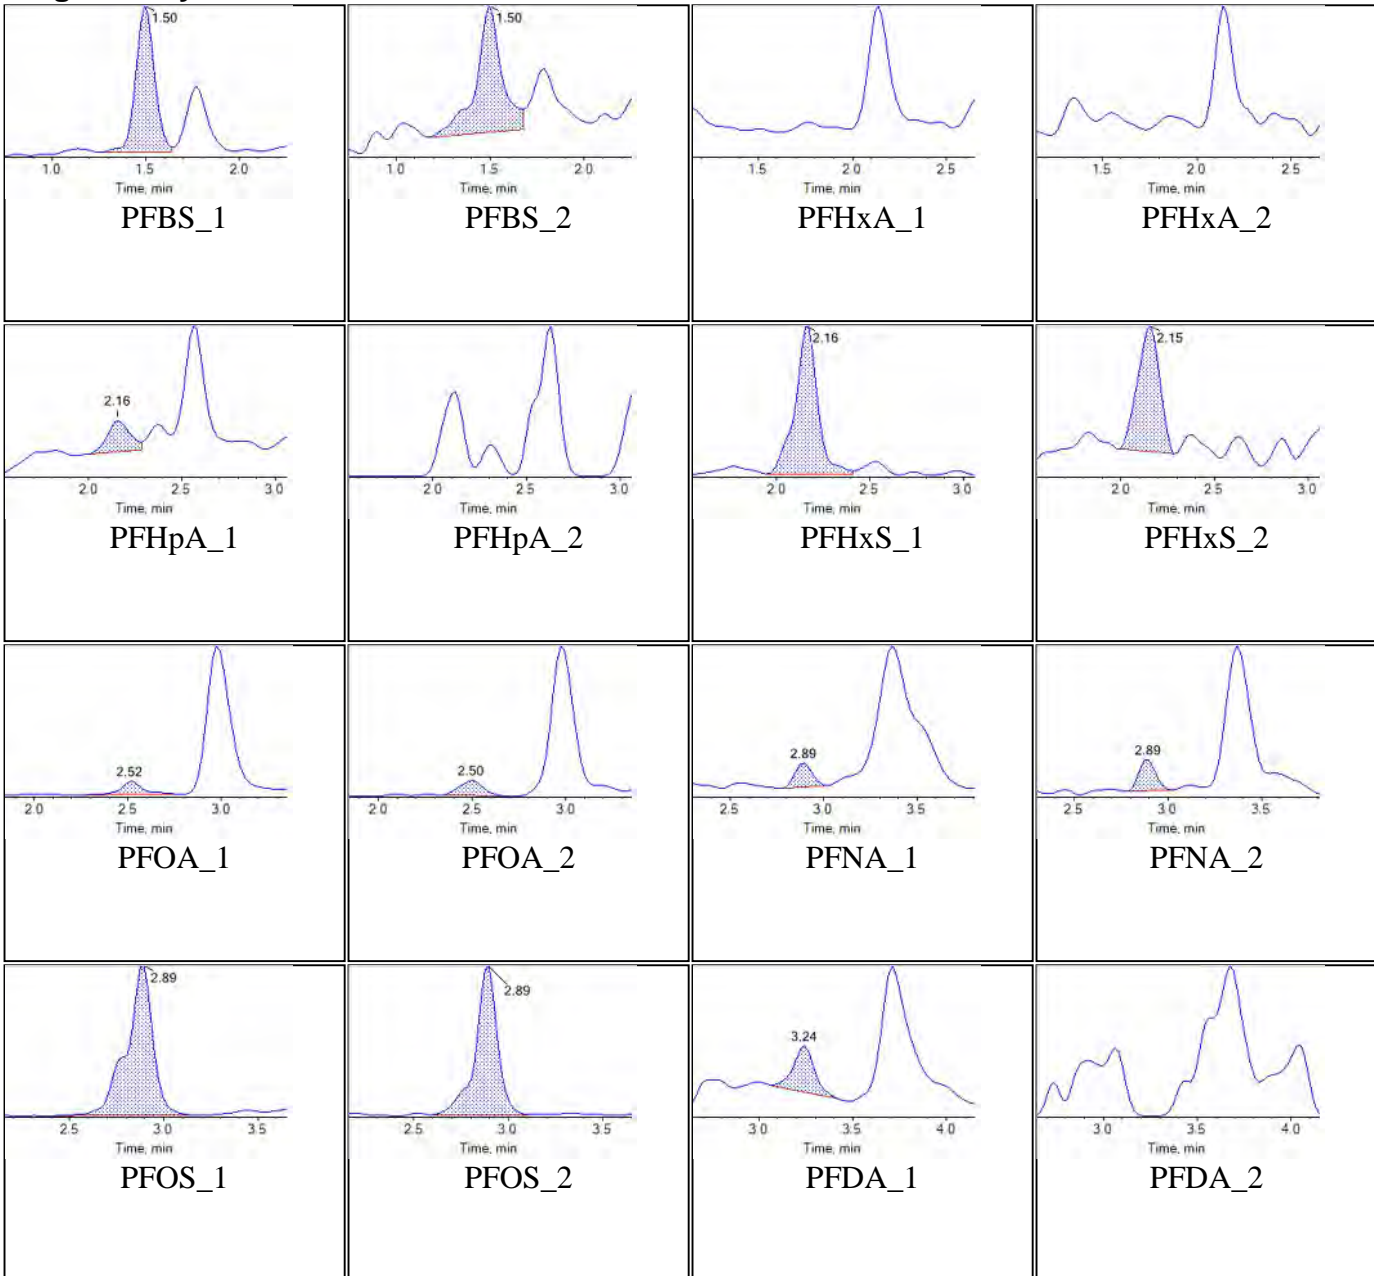 1.50 1.50
1.0 1.5 2.0 1.0 1.5 2.0 1.5 2.0 2.5 1.5 2.0 2.5
Time, min Time, min Time, min Time, min
PFBS_1 PFBS_2 PFHxA_1 PFHxA_2
2.16 2.16 2.15
2.0 2.5 3.0 2.0 2.5 3.0 2.0 2.5 3.0 2.0 2.5 3.0
Time, min Time, min Time, min Time, min
PFHpA_1 PFHpA_2 PFHxS_1 PFHxS_2
2.52 2.50 2.89 2.89
2.0 2.5 3.0 2.0 2.5 3.0 2.5 3.0 3.5 2.5 3.0 3.5
Time, min Time, min Time, min Time, min
PFOA_1 PFOA_2 PFNA_1 PFNA_2
2.89 2.89 3.24
2.5 3.0 3.5 2.5 3.0 3.5 3.0 3.5 4.0 3.0 3.5 4.0
Time, min Time, min Time, min Time, min
PFOS_1 PFOS_2 PFDA_1 PFDA_2